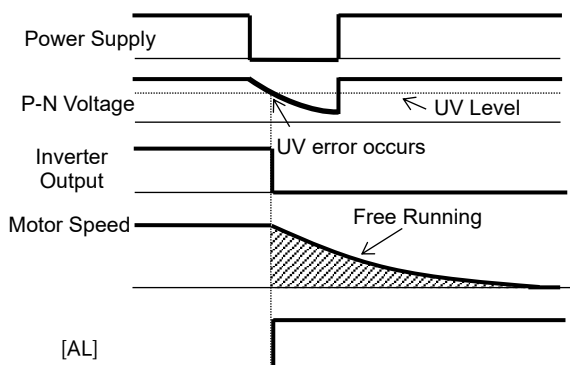 Power Supply
P-N Voltage
UV Level
UV error occurs
Inverter
Output
Motor Speed
Free Running
[AL]